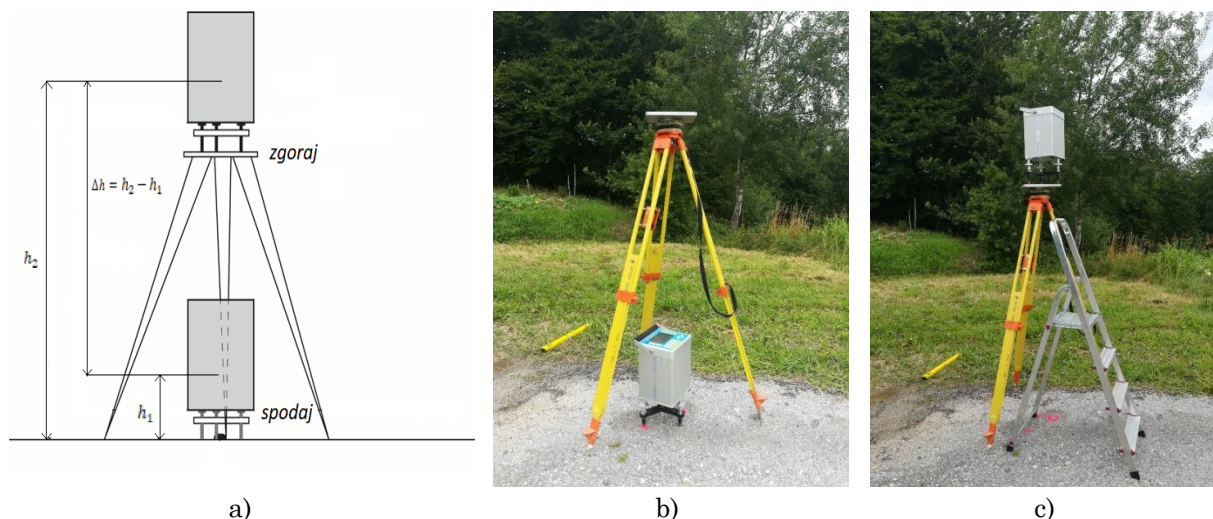 zgoraj
Δh = h₂ − h₁
h₂
h₁
spodaj
a)
b)
c)